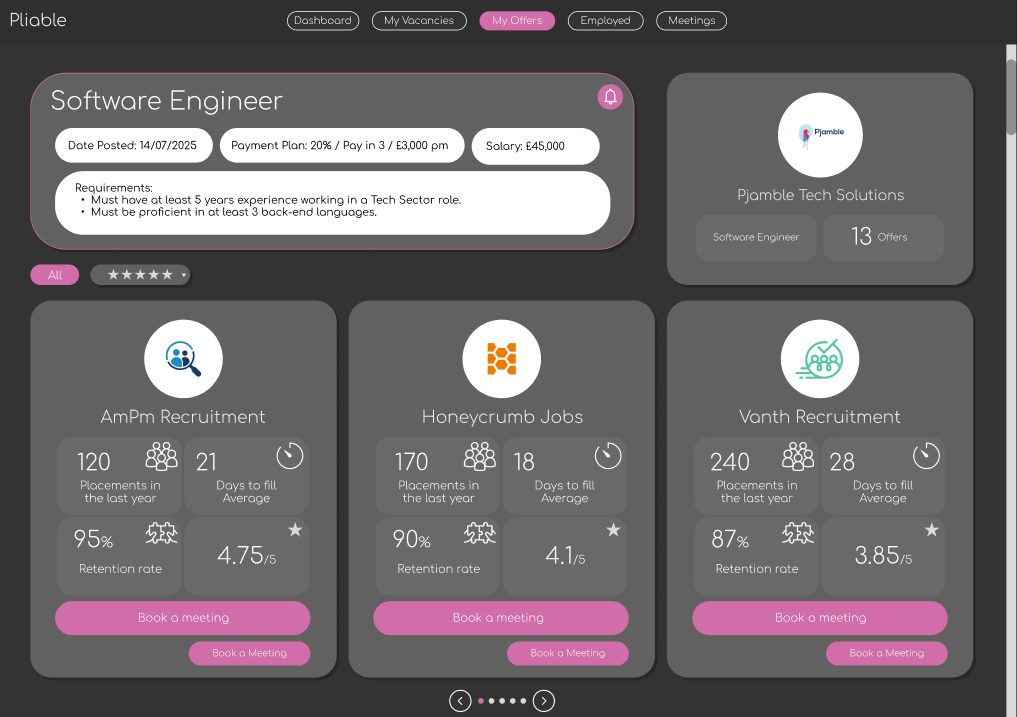 Pliable
Dashboard
My Vacancies
My Offers
Employed
Meetings
Software Engineer
Date Posted: 14/07/2025
Payment Plan: 20% / Pay in 3 / £3,000 pm
Salary: £45,000
Requirements:
• Must have at least 5 years experience working in a Tech Sector role.
• Must be proficient in at least 3 back-end languages.
Pjamble
Pjamble Tech Solutions
Software Engineer
13 Offers
All
★★★★★
AmPm Recruitment
120
Placements in
the last year
21
Days to fill
Average
95%
Retention rate
4.75/5
Book a meeting
Book a Meeting
Honeycrumb Jobs
170
Placements in
the last year
18
Days to fill
Average
90%
Retention rate
4.1/5
Book a meeting
Book a Meeting
Vanth Recruitment
240
Placements in
the last year
28
Days to fill
Average
87%
Retention rate
3.85/5
Book a meeting
Book a Meeting